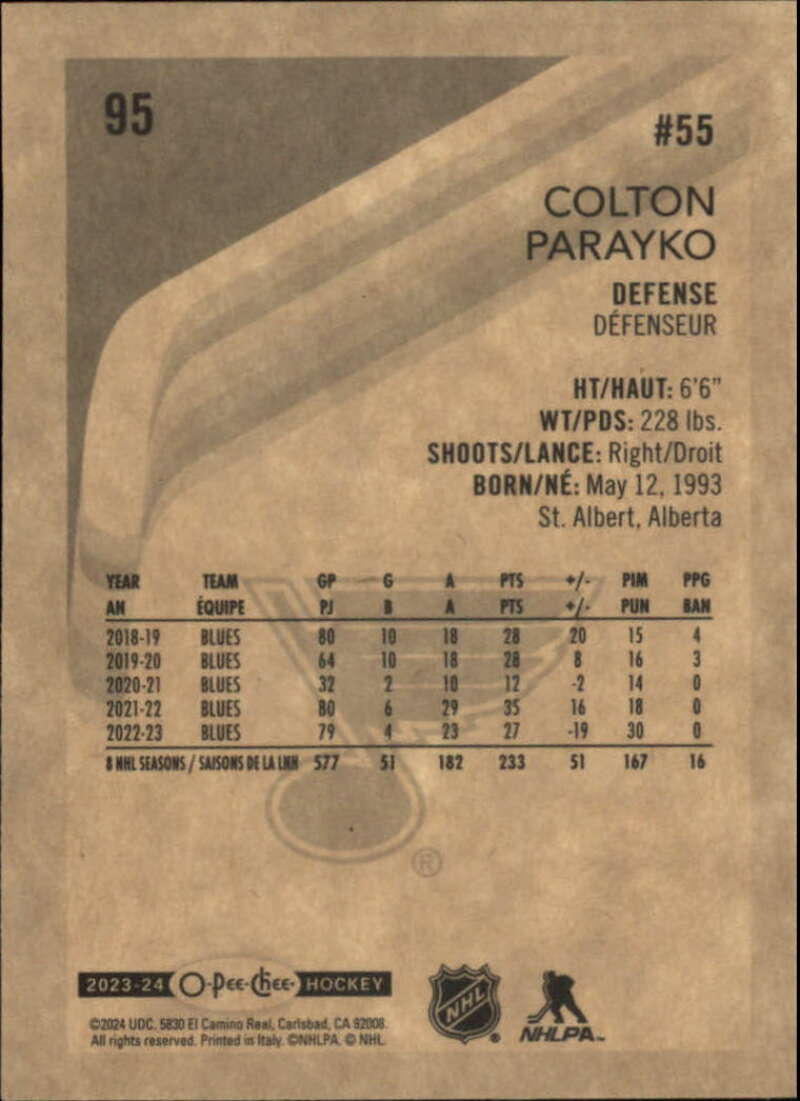 95
#55
COLTON
PARAYKO
DEFENSE
DÉFENSEUR
HT/HAUT: 6'6"
WT/PDS: 228 lbs.
SHOOTS/LANCE: Right/Droit
BORN/NÉ: May 12, 1993
St. Albert, Alberta
YEAR TEAM GP G A PTS +/- PIM PPG
AN ÉQUIPE PJ B A PTS +/- PUN BAN
2018-19 BLUES 80 10 18 28 20 15 4
2019-20 BLUES 64 10 18 28 8 16 3
2020-21 BLUES 32 2 10 12 -2 14 0
2021-22 BLUES 80 6 29 35 16 18 0
2022-23 BLUES 79 4 23 27 -19 30 0
8 NHL SEASONS / SAISONS DE LA LNH 577 51 182 233 51 167 16
®
2023-24 O-Pee-Chee HOCKEY
©2024 UDC. 5830 El Camino Real, Carlsbad, CA 92008.
All rights reserved. Printed in Italy. ©NHLPA. © NHL.
NHL
NHLPA